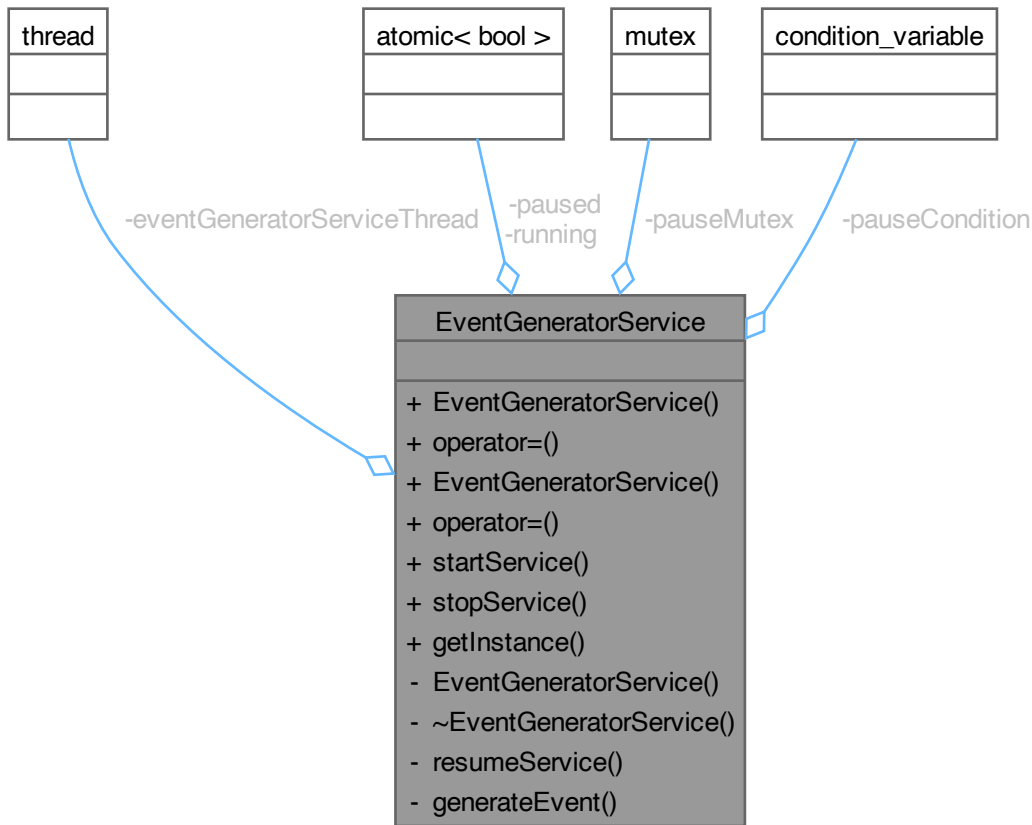 thread
atomic< bool >
mutex
condition_variable
-eventGeneratorServiceThread
-paused
-running
-pauseMutex
-pauseCondition
EventGeneratorService
+ EventGeneratorService()
+ operator=()
+ EventGeneratorService()
+ operator=()
+ startService()
+ stopService()
+ getInstance()
- EventGeneratorService()
- ~EventGeneratorService()
- resumeService()
- generateEvent()